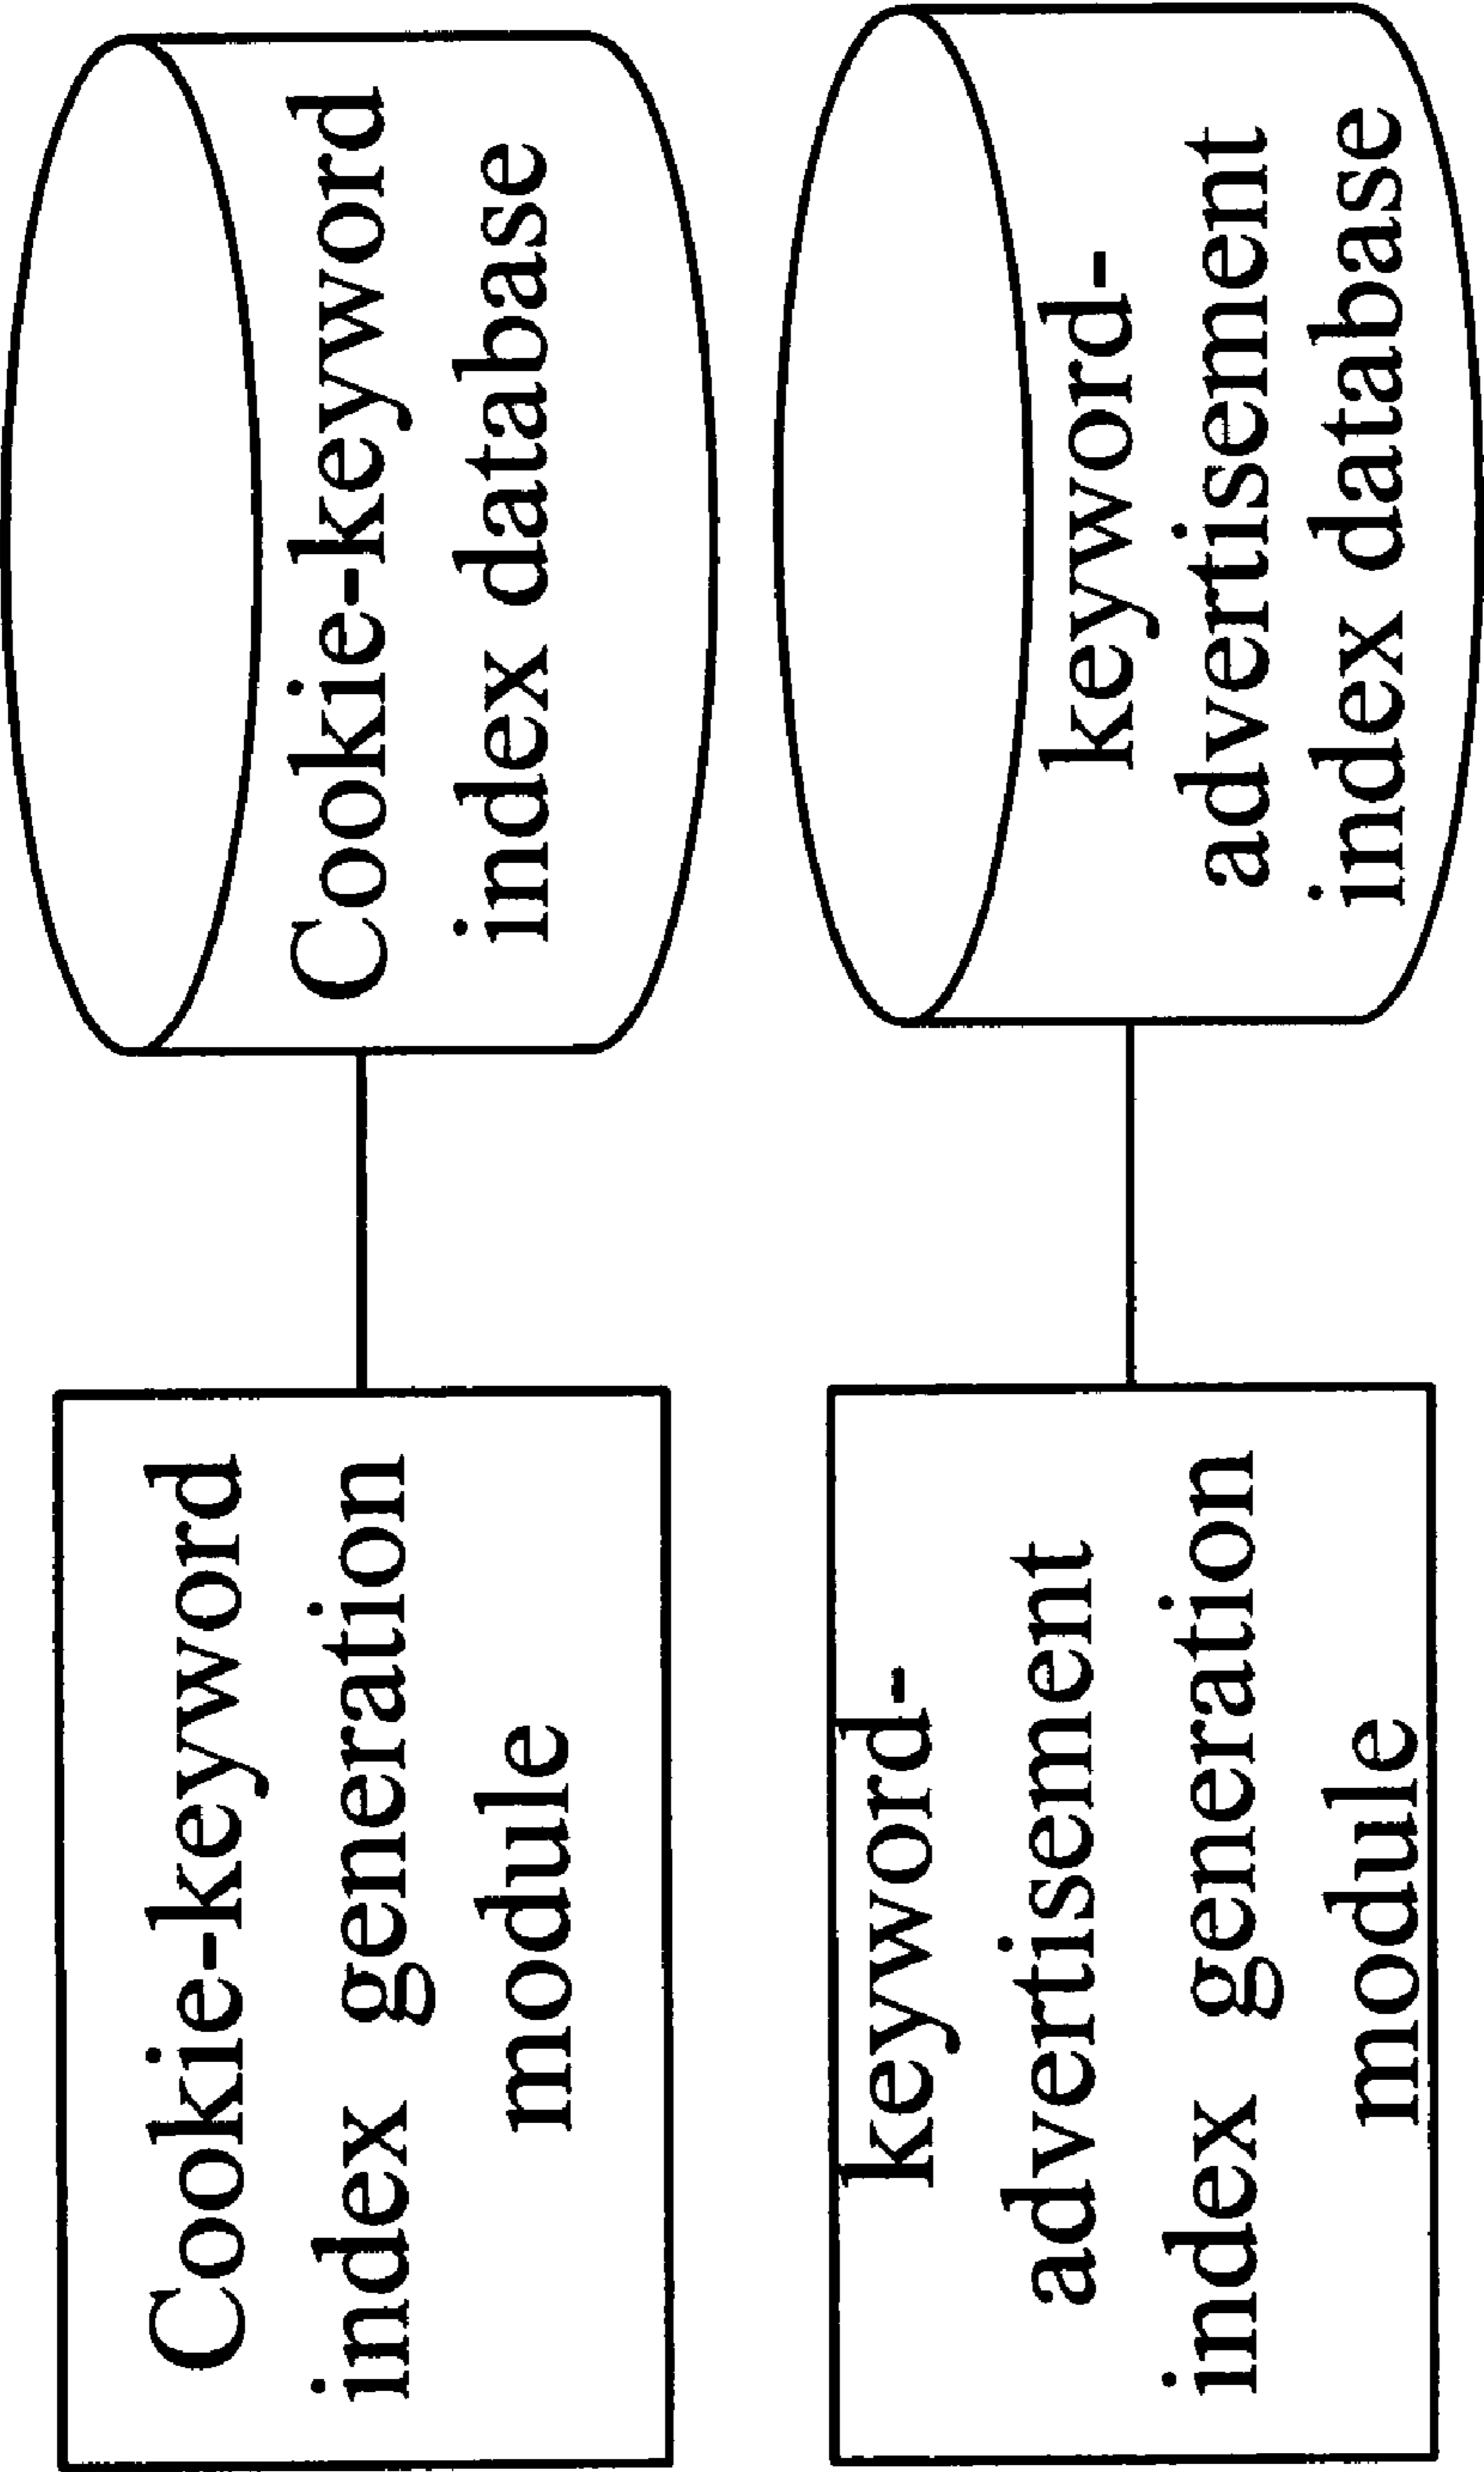 Cookie-keyword
index generation
module
Cookie-keyword
index database
keyword-
advertisement
index generation
module
keyword-
advertisement
index database